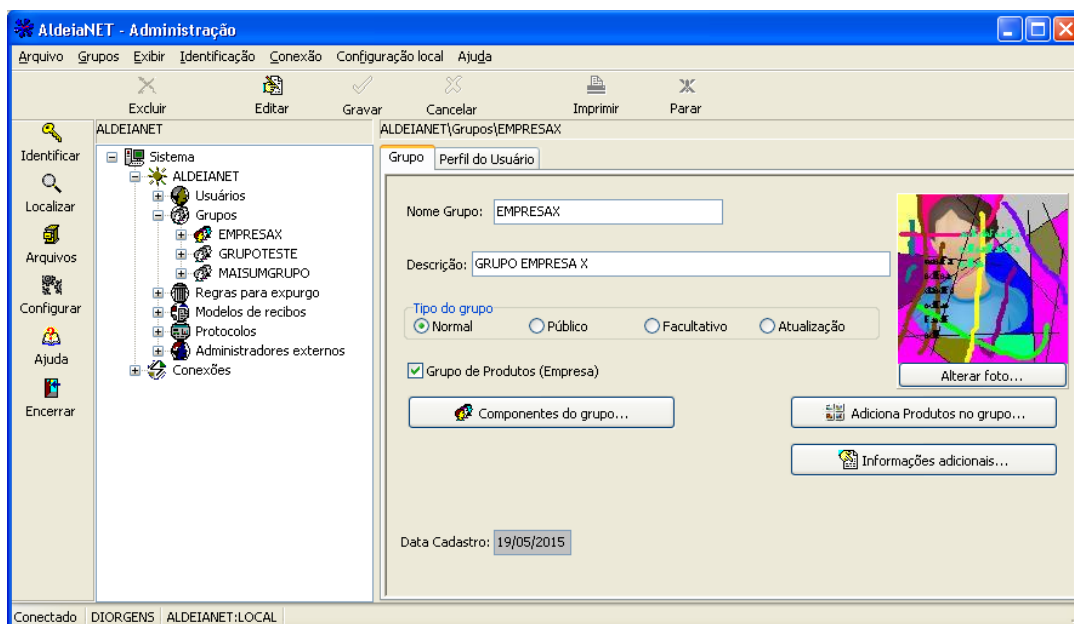 AldeiaNET - Administração
Arquivo Grupos Exibir Identificação Conexão Configuração local Ajuda
Excluir Editar Gravar Cancelar Imprimir Parar
ALDEIANET
ALDEIANET\Grupos\EMPRESAX
Identificar
Localizar
Arquivos
Configurar
Ajuda
Encerrar
Sistema
ALDEIANET
Usuários
Grupos
EMPRESAX
GRUPOTESTE
MAISUMGRUPO
Regras para expurgo
Modelos de recibos
Protocolos
Administradores externos
Conexões
Grupo Perfil do Usuário
Nome Grupo: EMPRESAX
Descrição: GRUPO EMPRESA X
Tipo do grupo
Normal Público Facultativo Atualização
Grupo de Produtos (Empresa)
Alterar foto...
Componentes do grupo... Adiciona Produtos no grupo...
Informações adicionais...
Data Cadastro: 19/05/2015
Conectado DIORGENS ALDEIANET:LOCAL